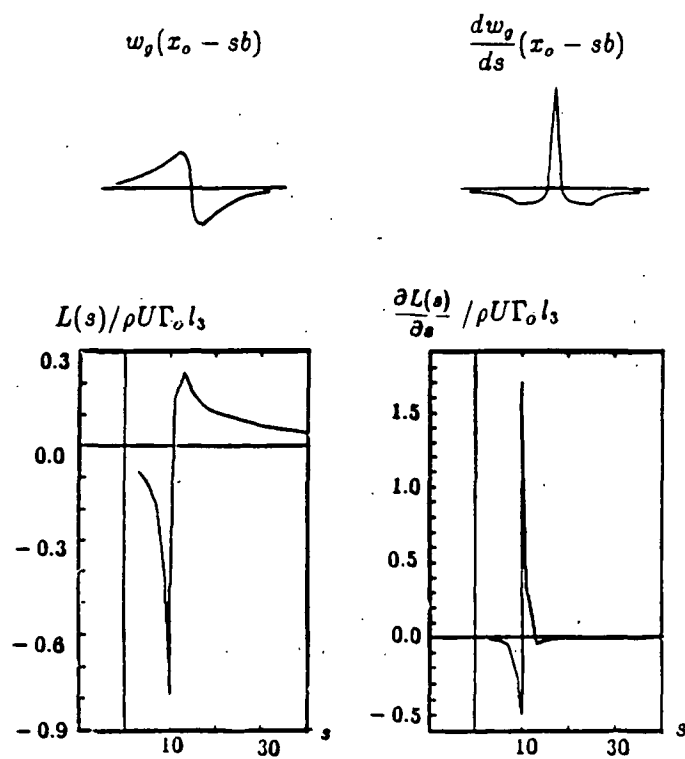 w_g(x_o − sb)
dw_g/ds (x_o − sb)
L(s)/ρUΓ_o l_3
0.3
0.0
− 0.3
− 0.6
− 0.9
10
30
s
∂L(s)/∂s /ρUΓ_o l_3
1.5
1.0
0.5
0.0
− 0.5
10
30
s